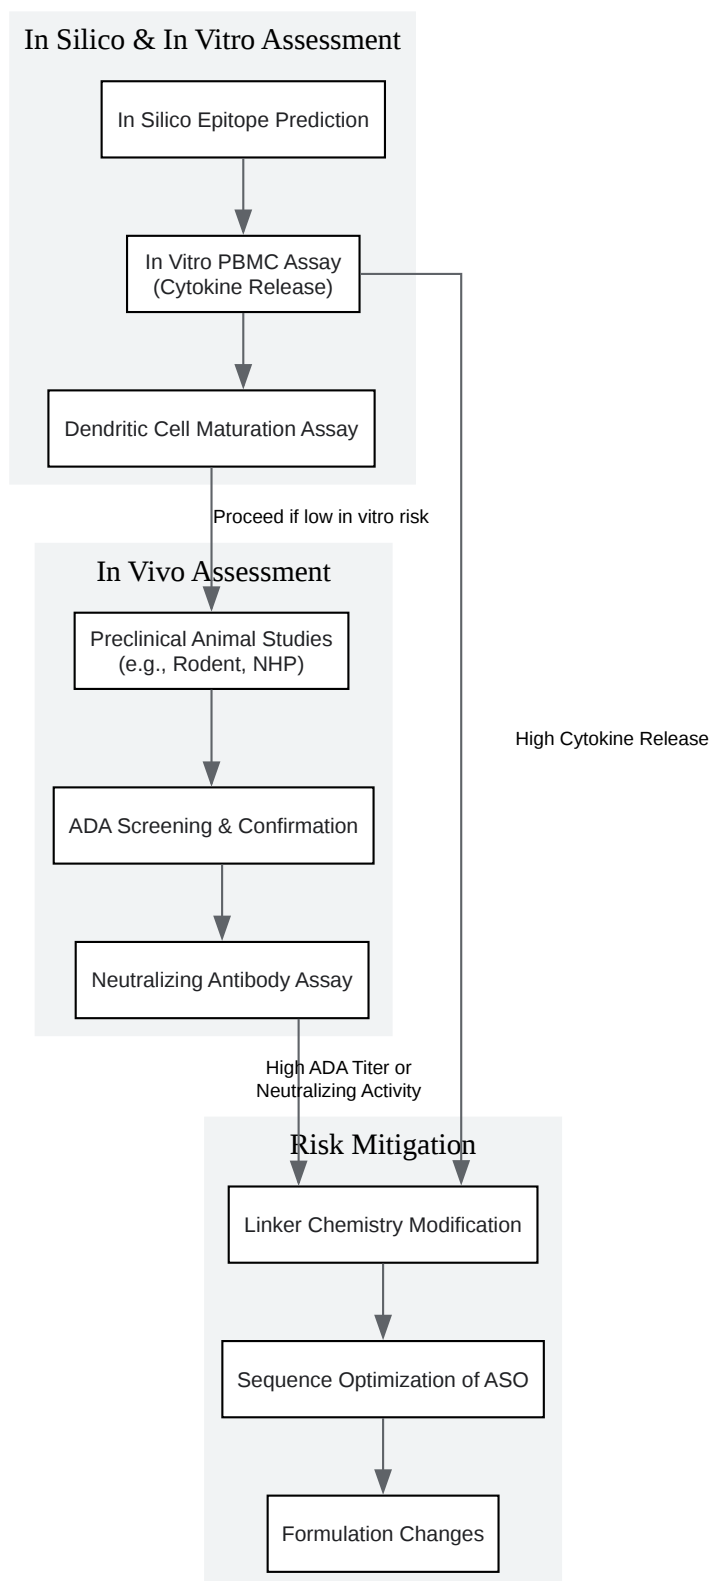 In Silico & In Vitro Assessment
In Silico Epitope Prediction
In Vitro PBMC Assay
(Cytokine Release)
Dendritic Cell Maturation Assay
Proceed if low in vitro risk
In Vivo Assessment
Preclinical Animal Studies
(e.g., Rodent, NHP)
High Cytokine Release
ADA Screening & Confirmation
Neutralizing Antibody Assay
High ADA Titer or
Neutralizing Activity
Risk Mitigation
Linker Chemistry Modification
Sequence Optimization of ASO
Formulation Changes